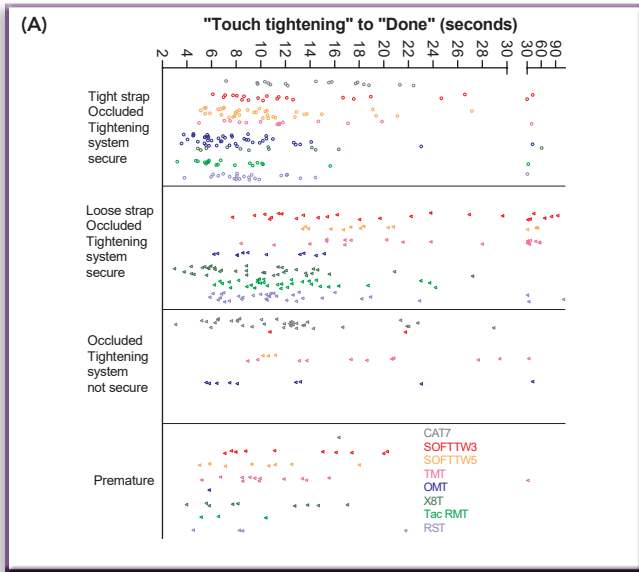 (A)
"Touch tightening" to "Done" (seconds)
2 4 6 8 10 12 14 16 18 20 22 24 26 28 30 30 60 90
Tight strap
Occluded
Tightening
system
secure
Loose strap
Occluded
Tightening
system
secure
Occluded
Tightening
system
not secure
Premature
CAT7
SOFTTW3
SOFTTW5
TMT
OMT
X8T
Tac RMT
RST